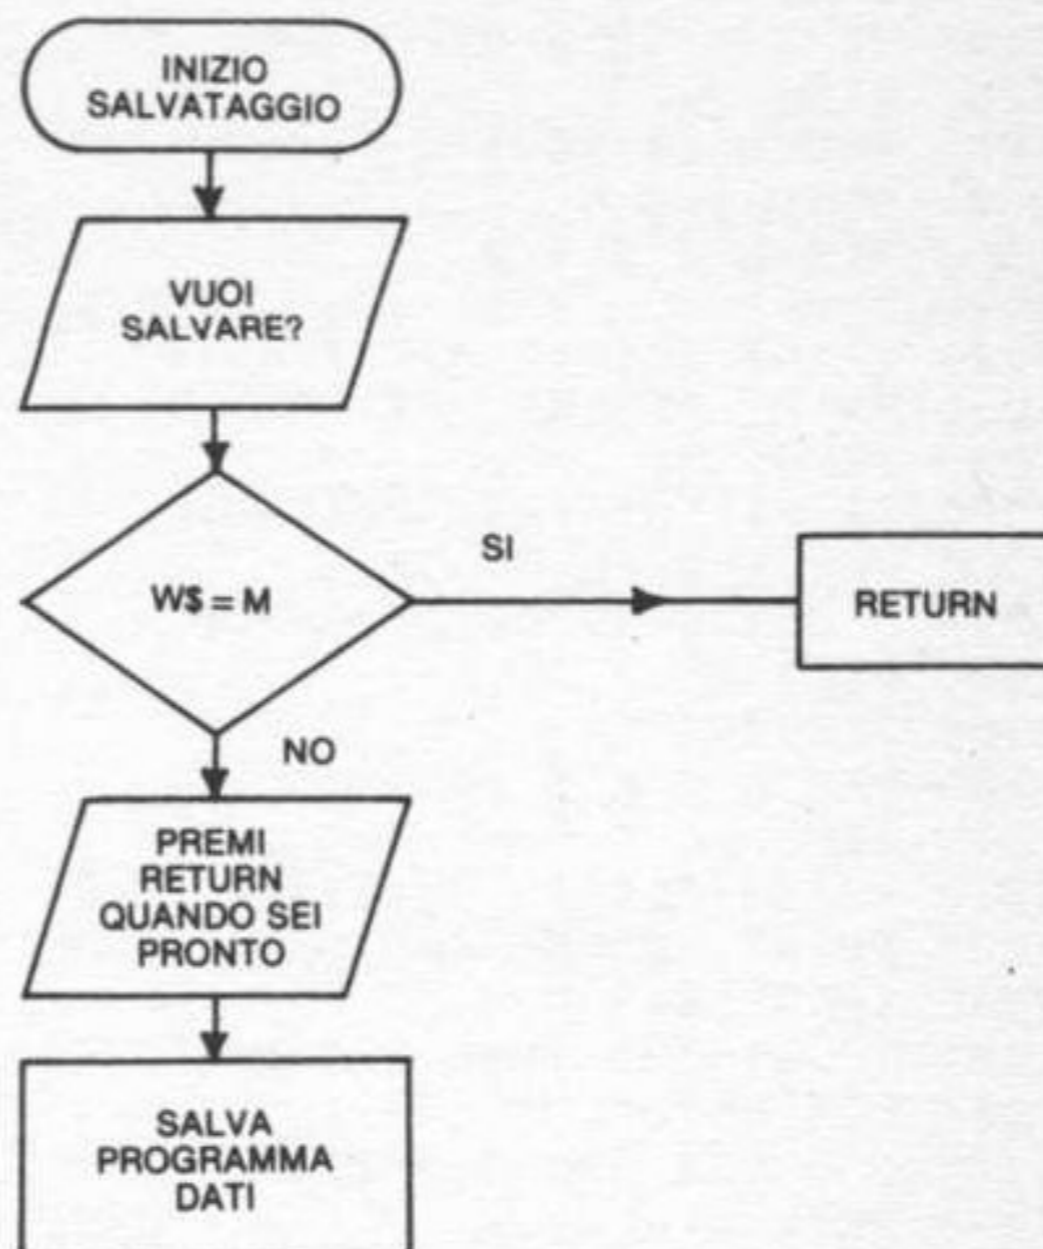 INIZIO
SALVATAGGIO
VUOI
SALVARE?
W$ = M
SI
RETURN
NO
PREMI
RETURN
QUANDO SEI
PRONTO
SALVA
PROGRAMMA
DATI